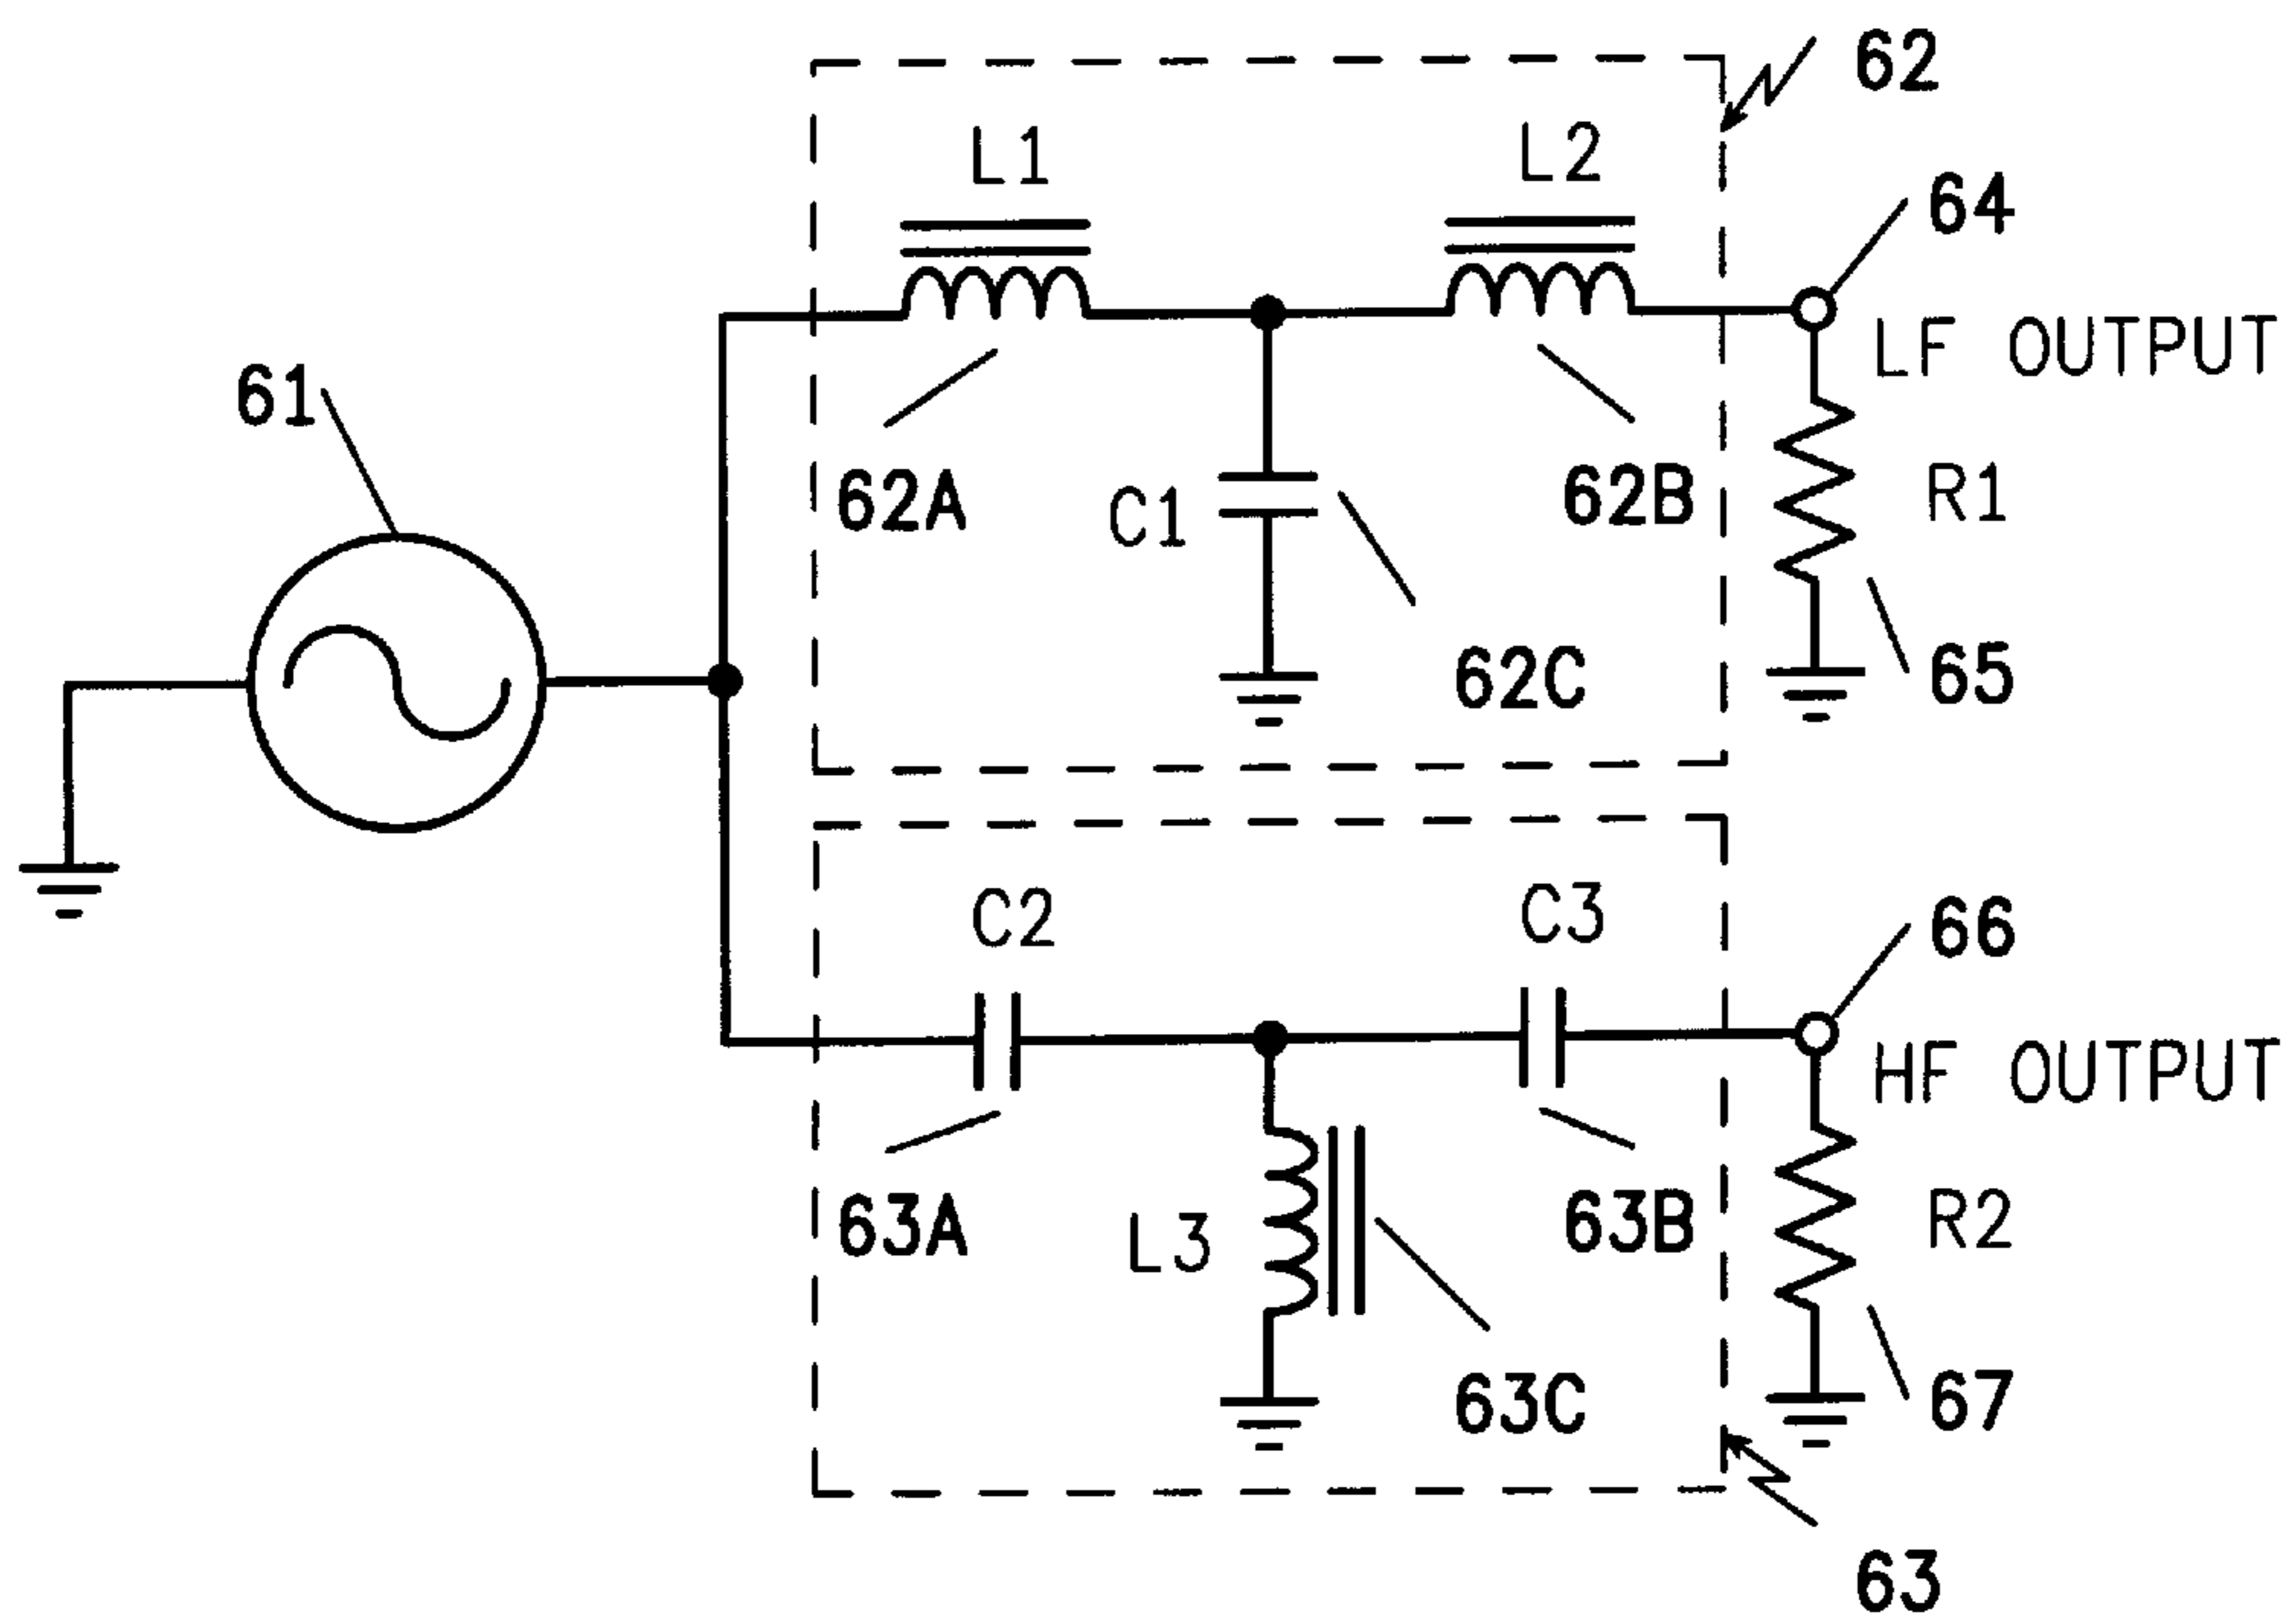 62
L1
L2
64
LF OUTPUT
61
62A
C1
62B
R1
62C
65
C2
C3
66
HF OUTPUT
63A
L3
63B
R2
63C
67
63